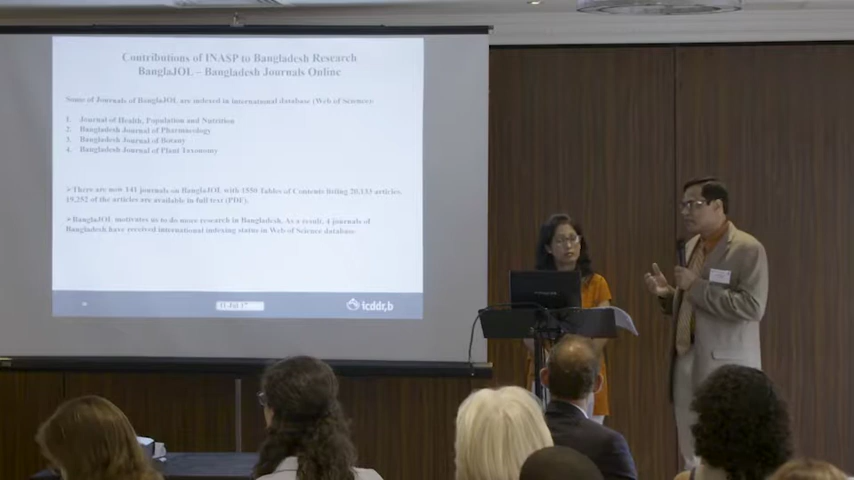 Contributions of INASP to Bangladesh Research
BanglaJOL – Bangladesh Journals Online
Some of Journals of BanglaJOL are indexed in international database (Web of Science)
1. Journal of Health, Population and Nutrition
2. Bangladesh Journal of Pharmacology
3. Bangladesh Journal of Botany
4. Bangladesh Journal of Plant Taxonomy
➢There are now 141 journals on BanglaJOL with 1550 Tables of Contents listing 20,133 articles.
19,252 of the articles are available in full text (PDF).
➢BanglaJOL motivates us to do more research in Bangladesh. As a result, 4 journals of
Bangladesh have received international indexing status in Web of Science database
icddr,b